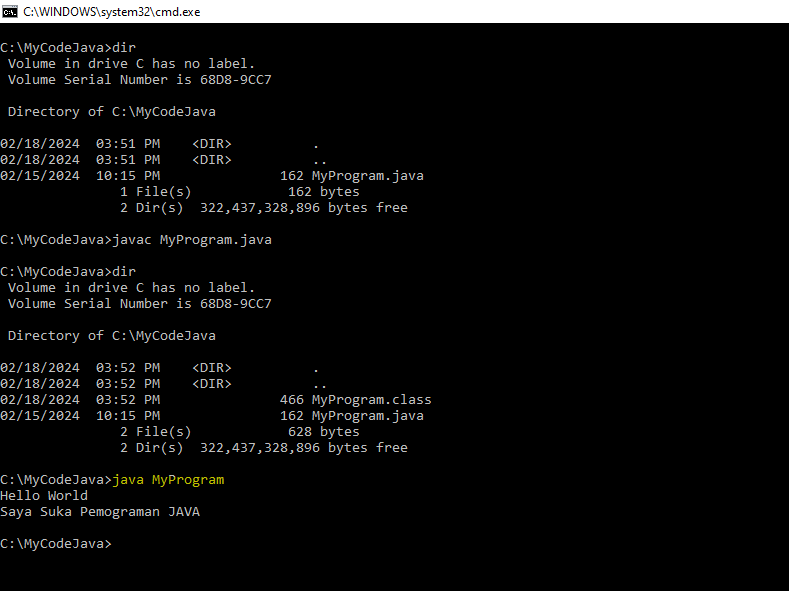 C:\WINDOWS\system32\cmd.exe
C:\MyCodeJava>dir
Volume in drive C has no label.
Volume Serial Number is 68D8-9CC7
Directory of C:\MyCodeJava
02/18/2024  03:51 PM    <DIR>          .
02/18/2024  03:51 PM    <DIR>          ..
02/15/2024  10:15 PM               162 MyProgram.java
1 File(s)            162 bytes
2 Dir(s)  322,437,328,896 bytes free
C:\MyCodeJava>javac MyProgram.java
C:\MyCodeJava>dir
Volume in drive C has no label.
Volume Serial Number is 68D8-9CC7
Directory of C:\MyCodeJava
02/18/2024  03:52 PM    <DIR>          .
02/18/2024  03:52 PM    <DIR>          ..
02/18/2024  03:52 PM               466 MyProgram.class
02/15/2024  10:15 PM               162 MyProgram.java
2 File(s)            628 bytes
2 Dir(s)  322,437,328,896 bytes free
C:\MyCodeJava>java MyProgram
Hello World
Saya Suka Pemograman JAVA
C:\MyCodeJava>